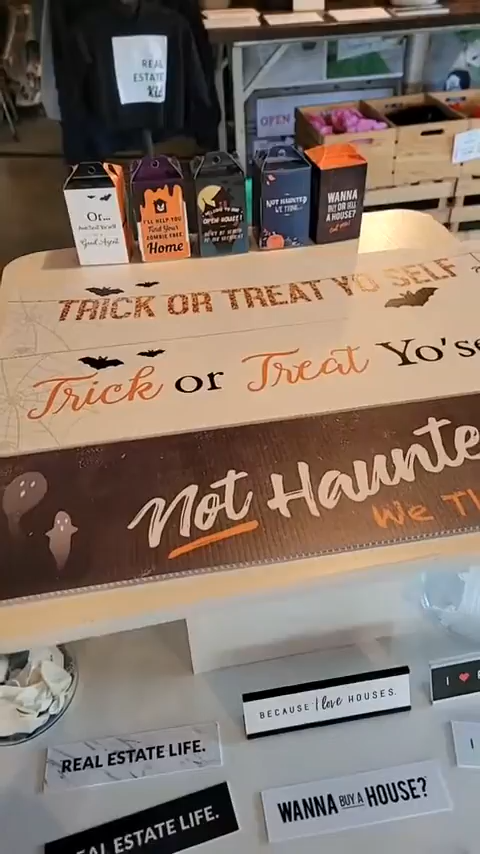 REAL
ESTATE
OPEN
Or...
Good Agent
I'LL HELP YOU
Find Your
ZOMBIE FREE
Home
OPEN HOUSE!
NOT HAUNTED
WE THINK...
WANNA
BUY OR SELL
A HOUSE?
TRICK OR TREAT YO SELF
Trick or Treat Yo'se
Not Haunte
We Th
BECAUSE I love HOUSES.
I ❤
REAL ESTATE LIFE.
I
WANNA BUY A HOUSE?
REAL ESTATE LIFE.